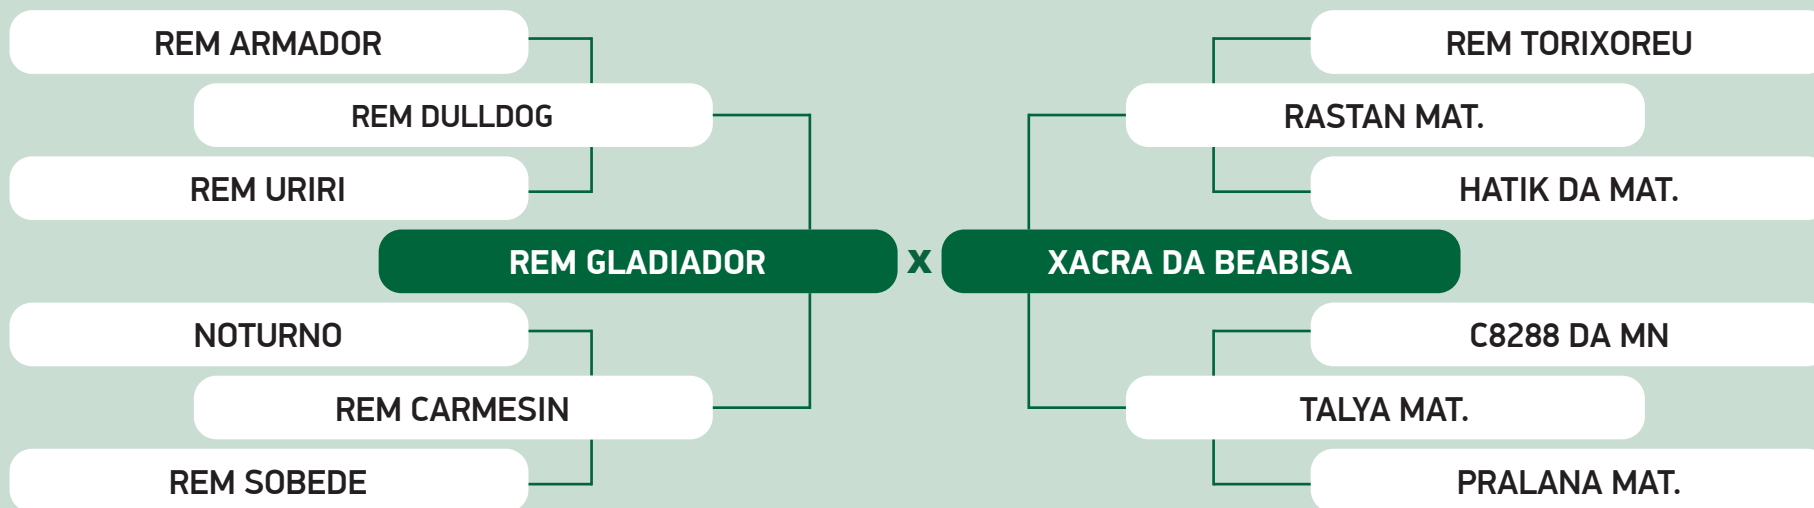 REM ARMADOR
REM TORIXOREU
REM DULLDOG
RASTAN MAT.
REM URIRI
HATIK DA MAT.
REM GLADIADOR x XACRA DA BEABISA
NOTURNO
C8288 DA MN
REM CARMESIN
TALYA MAT.
REM SOBEDE
PRALANA MAT.